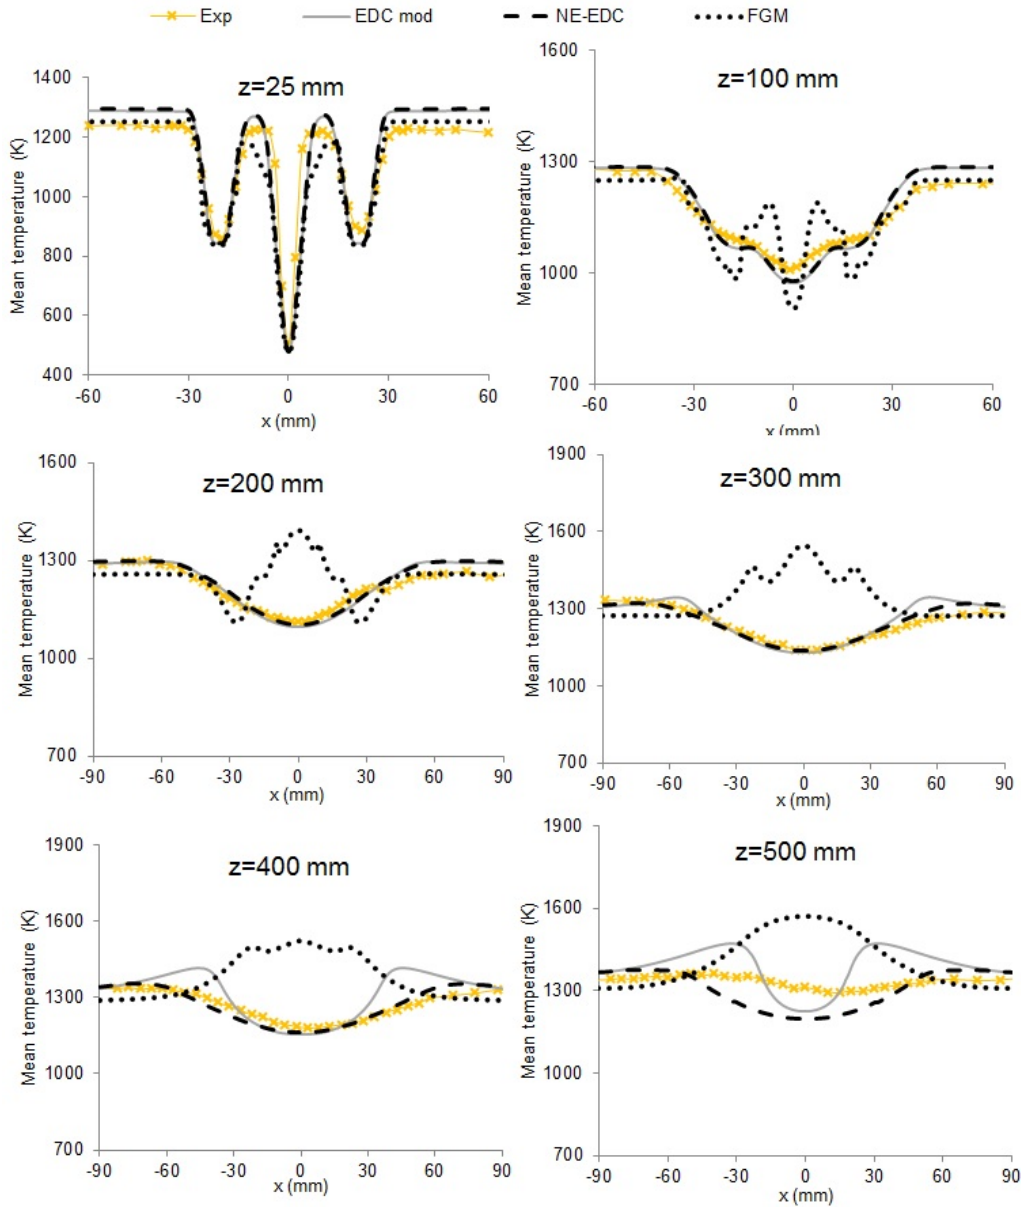 Exp EDC mod NE-EDC FGM
z=25 mm
Mean temperature (K)
1400
1200
1000
800
600
400
-60 -30 0 30 60
x (mm)
z=100 mm
Mean temperature (K)
1600
1300
1000
700
-60 -30 0 30 60
x (mm)
z=200 mm
Mean temperature (K)
1600
1300
1000
700
-90 -60 -30 0 30 60 90
x (mm)
z=300 mm
Mean temperature (K)
1900
1600
1300
1000
700
-90 -60 -30 0 30 60 90
x (mm)
z=400 mm
Mean temperature (K)
1900
1600
1300
1000
700
-90 -60 -30 0 30 60 90
x (mm)
z=500 mm
Mean temperature (K)
1900
1600
1300
1000
700
-90 -60 -30 0 30 60 90
x (mm)